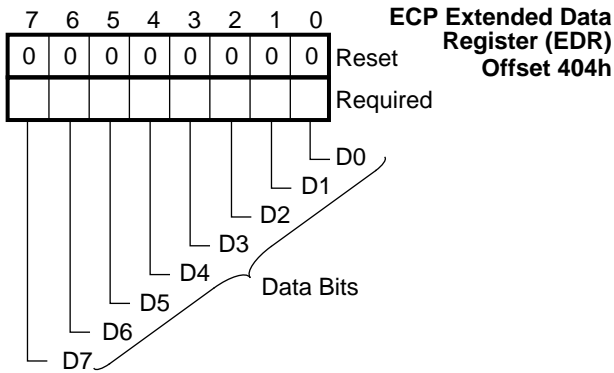 7 6 5 4 3 2 1 0
ECP Extended Data
Register (EDR)
Offset 404h
0 0 0 0 0 0 0 0 Reset
Required
D0
D1
D2
D3
D4
Data Bits
D5
D6
D7